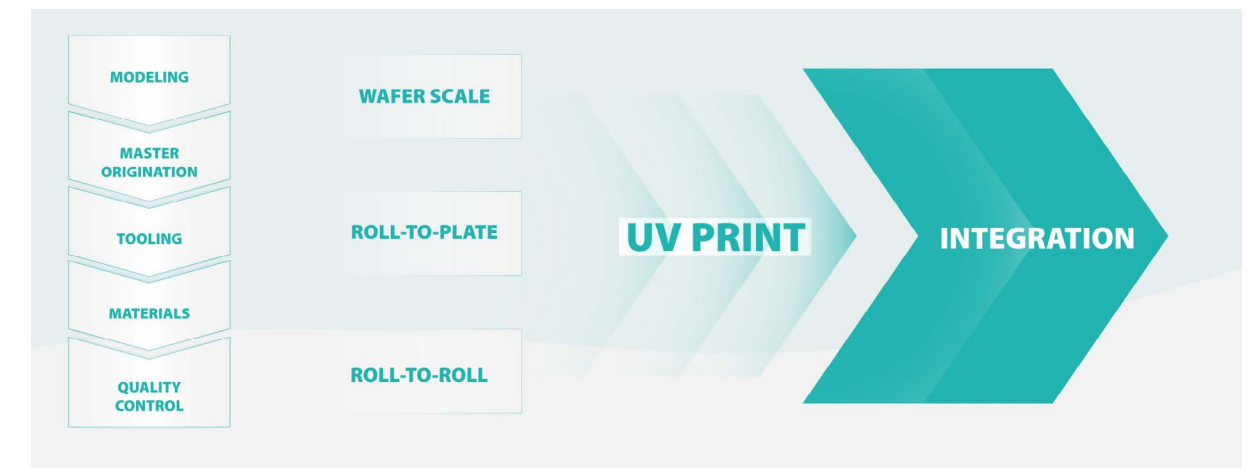 MODELING
MASTER
ORIGINATION
TOOLING
MATERIALS
QUALITY
CONTROL
WAFER SCALE
ROLL-TO-PLATE
ROLL-TO-ROLL
UV PRINT
INTEGRATION